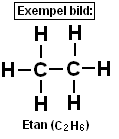 Exempel bild:
H H
H-C-C-H
H H
Etan (C2H6)